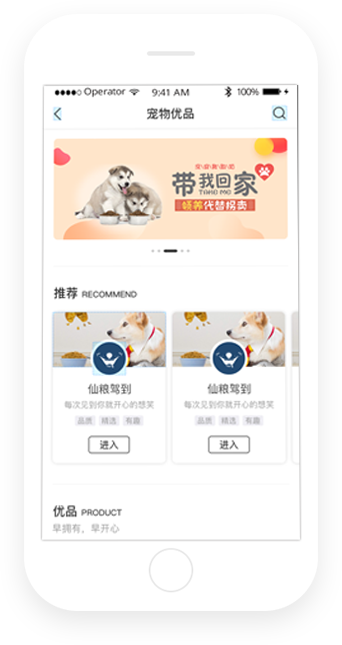 Operator
9:41 AM
100%
宠物优品
带我回家
TAHO MO
领养代替拐卖
推荐 RECOMMEND
仙粮驾到
仙粮驾到
每次见到你就开心的想笑
每次见到你就开心的想笑
品质 精选 有趣
品质 精选 有趣
进入
进入
优品 PRODUCT
早拥有，早开心